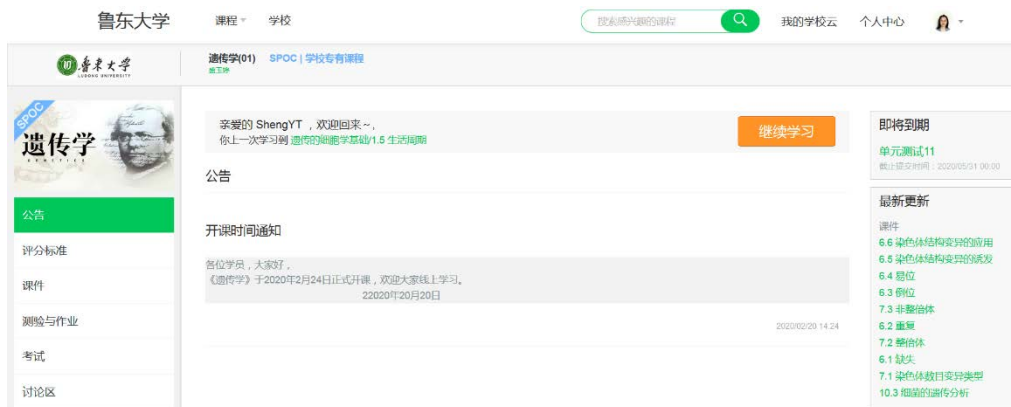 鲁东大学 课程 学校 搜索感兴趣的课程 我的学校云 个人中心
鲁东大学
LUDONG UNIVERSITY
遗传学(01) SPOC | 学校专有课程
SPOC
遗传学
公告
评分标准
课件
测验与作业
考试
讨论区
亲爱的 ShengYT ，欢迎回来～，
你上一次学习到 遗传的细胞学基础/1.5 生活周期
继续学习
公告
开课时间通知
各位学员，大家好，
《遗传学》于2020年2月24日正式开课，欢迎大家线上学习。
22020年20月20日
2020/02/20 14:24
即将到期
单元测试11
截止提交时间：2020/05/31 00:00
最新更新
课件
6.6 染色体结构变异的应用
6.5 染色体结构变异的诱发
6.4 易位
6.3 倒位
7.3 非整倍体
6.2 重复
7.2 整倍体
6.1 缺失
7.1 染色体数目变异类型
10.3 细菌的遗传分析